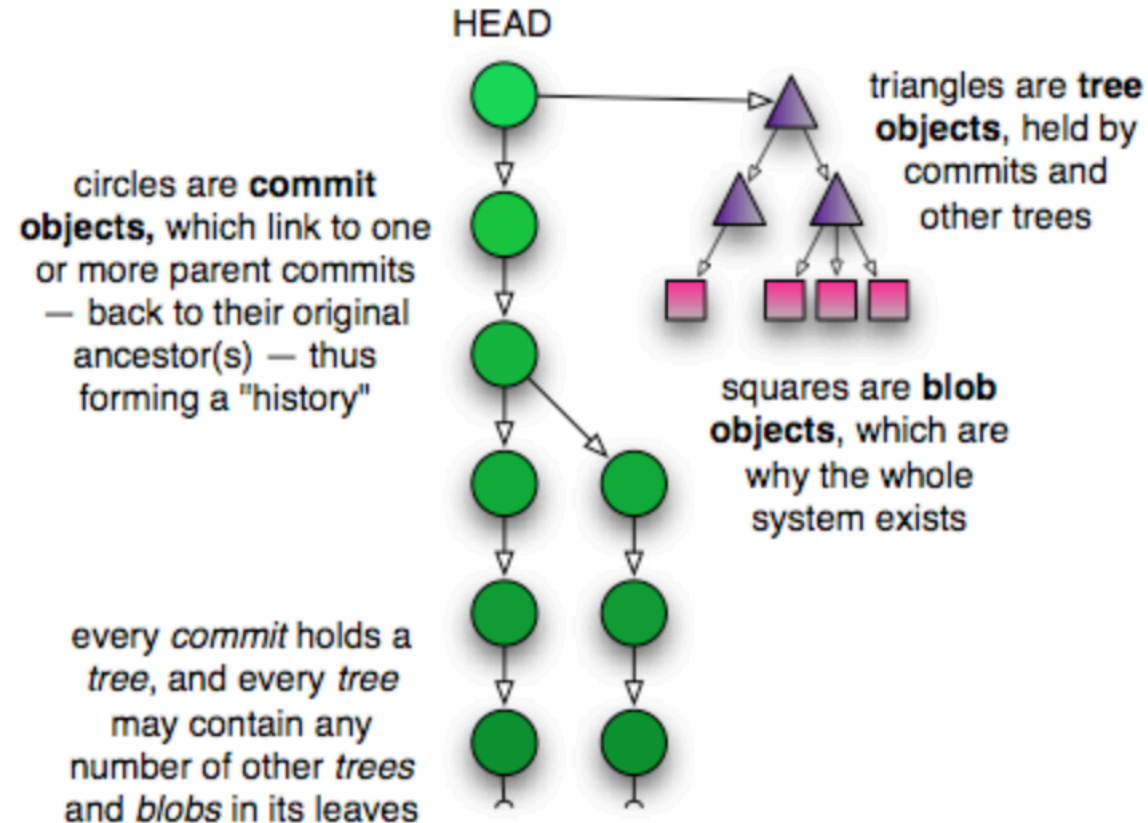 HEAD
triangles are tree
objects, held by
commits and
other trees
circles are commit
objects, which link to one
or more parent commits
— back to their original
ancestor(s) — thus
forming a "history"
squares are blob
objects, which are
why the whole
system exists
every commit holds a
tree, and every tree
may contain any
number of other trees
and blobs in its leaves